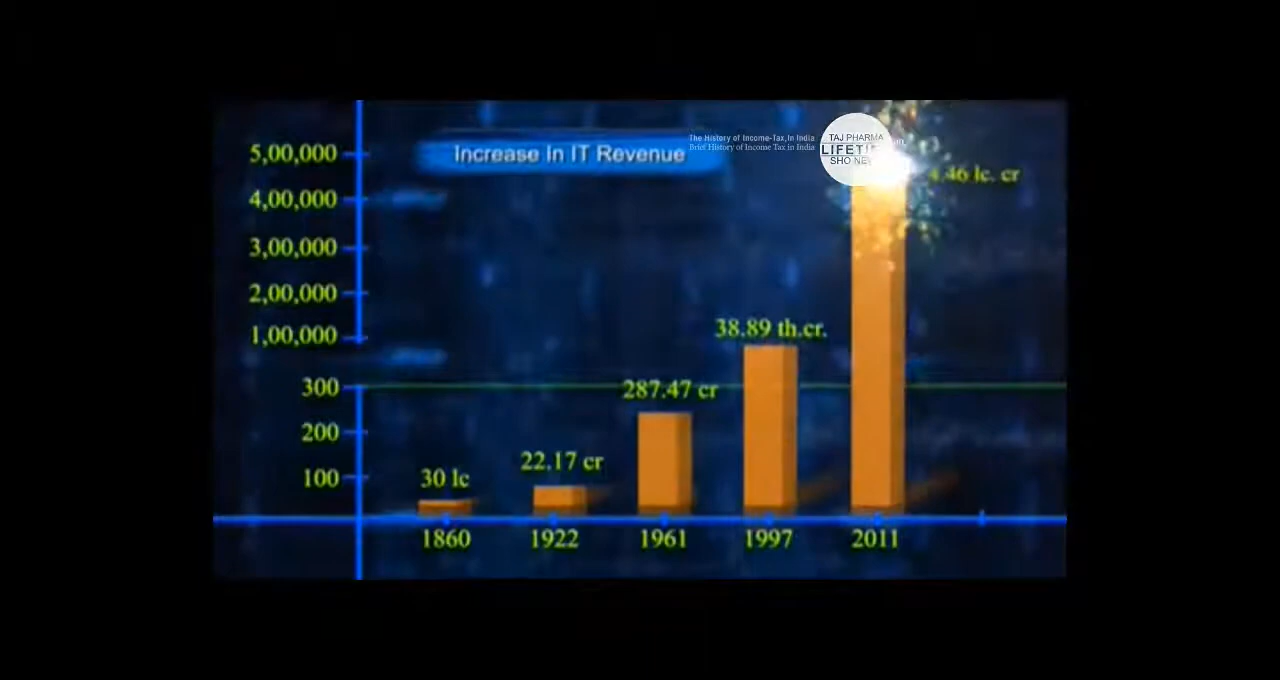 Increase In IT Revenue
The History of Income-Tax,In India
Brief History of Income Tax in India
TAJ PHARMA
LIFETI
SHO NE
5,00,000
4,00,000
3,00,000
2,00,000
1,00,000
300
200
100
30 lc
22.17 cr
287.47 cr
38.89 th.cr.
4.46 lc. cr
1860
1922
1961
1997
2011